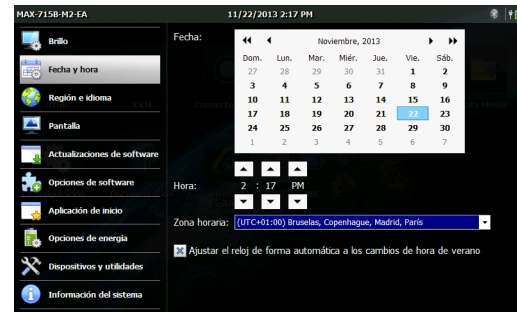 MAX-715B-M2-EA 11/22/2013 2:17 PM
Brillo
Fecha y hora
Región e idioma
Pantalla
Actualizaciones de software
Opciones de software
Aplicación de inicio
Opciones de energía
Dispositivos y utilidades
Información del sistema
Fecha:
Noviembre, 2013
Dom. Lun. Mar. Miér. Jue. Vie. Sáb.
27 28 29 30 31 1 2
3 4 5 6 7 8 9
10 11 12 13 14 15 16
17 18 19 20 21 22 23
24 25 26 27 28 29 30
1 2 3 4 5 6 7
Hora: 2 : 17 PM
Zona horaria: (UTC+01:00) Bruselas, Copenhague, Madrid, París
Ajustar el reloj de forma automática a los cambios de hora de verano